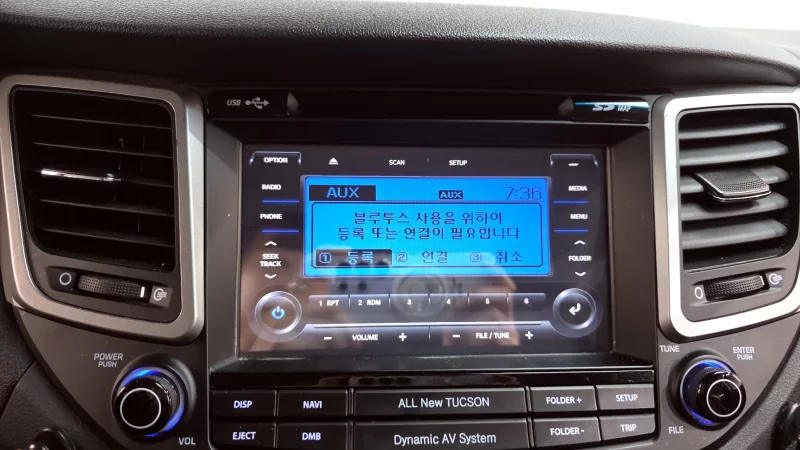 USB
SD
OPTION
SCAN
SETUP
RADIO
AUX
AUX
7:36
MEDIA
PHONE
블루투스 사용을 위하여
등록 또는 연결이 필요합니다
MENU
1 등록 2 연결 3 취소
SEEK
TRACK
FOLDER
1 RPT
2 RDM
3
4
5
6
- VOLUME +
- FILE / TUNE +
POWER
PUSH
VOL
TUNE
ENTER
PUSH
FILE
DISP
NAVI
ALL New TUCSON
FOLDER+
SETUP
EJECT
DMB
Dynamic AV System
FOLDER-
TRIP